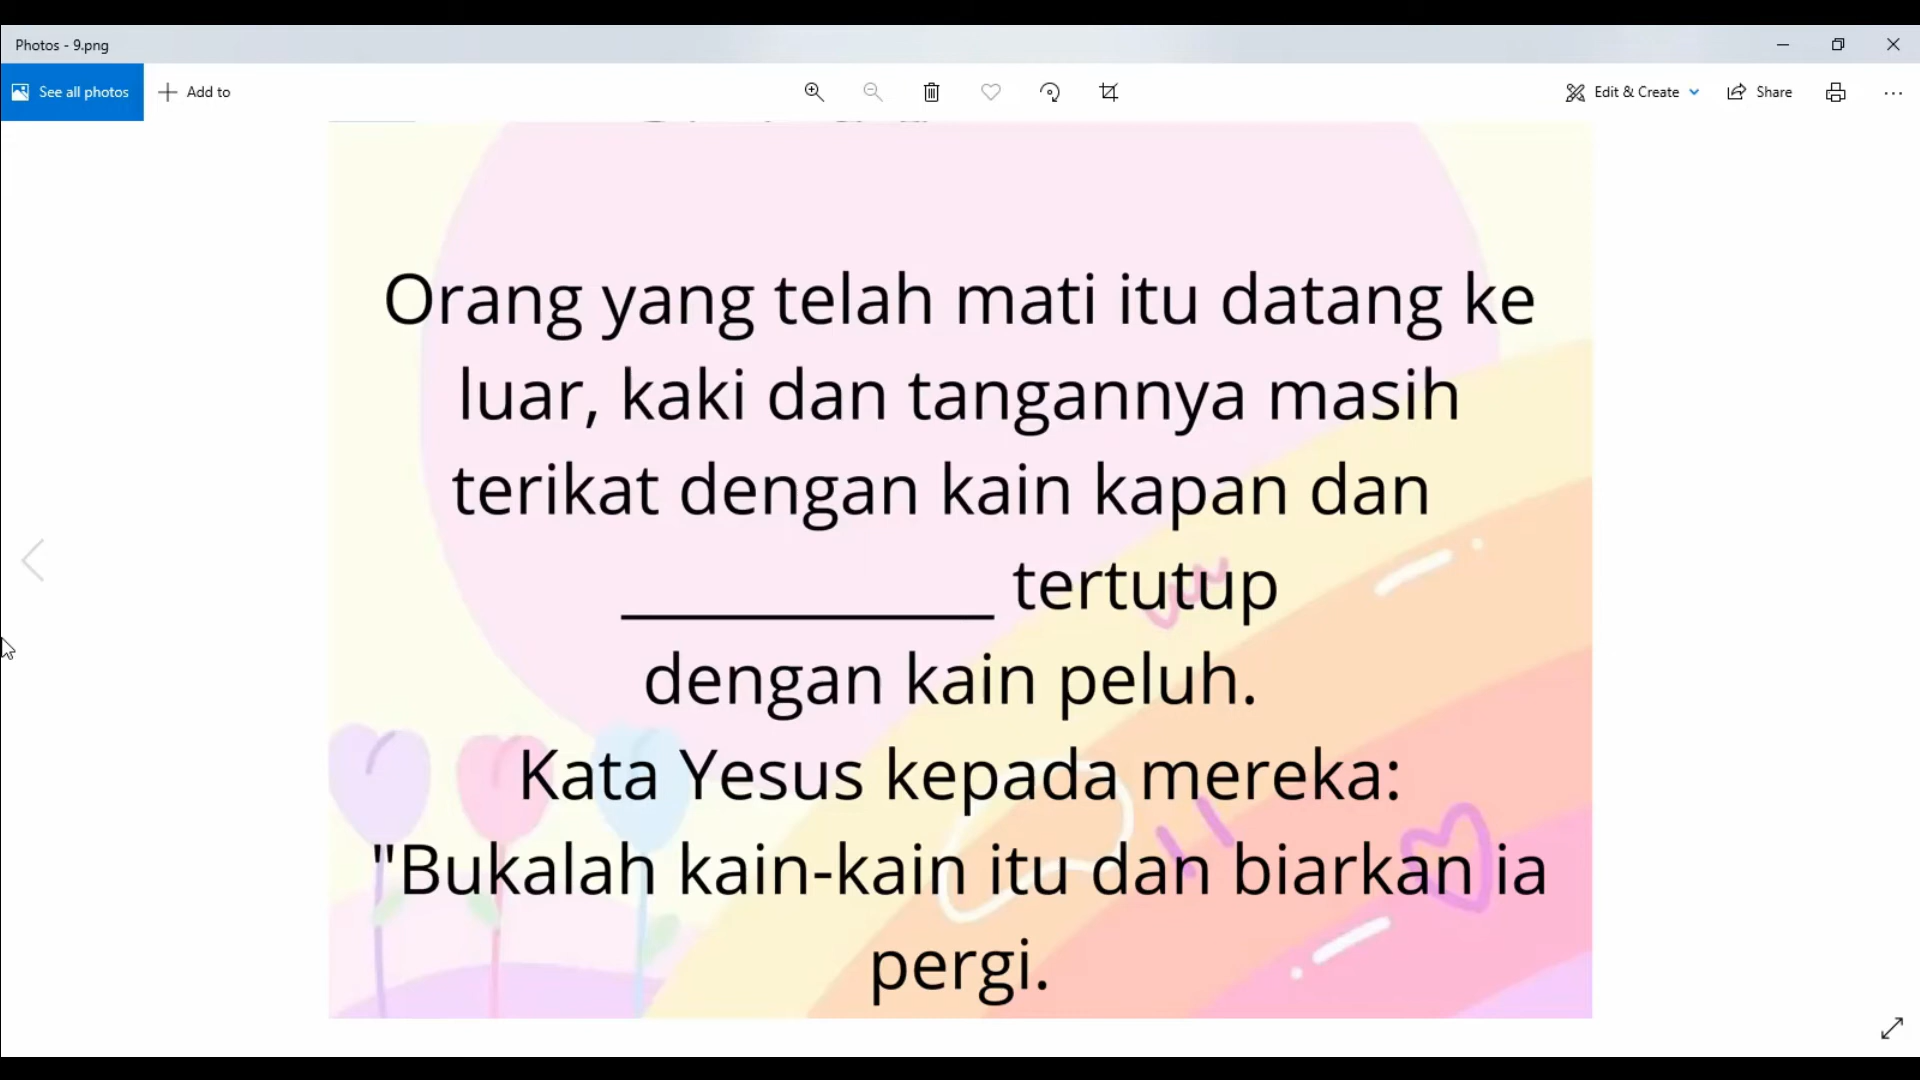 Photos - 9.png
See all photos
Add to
Edit & Create
Share
Orang yang telah mati itu datang ke
luar, kaki dan tangannya masih
terikat dengan kain kapan dan
______________ tertutup
dengan kain peluh.
Kata Yesus kepada mereka:
"Bukalah kain-kain itu dan biarkan ia
pergi.